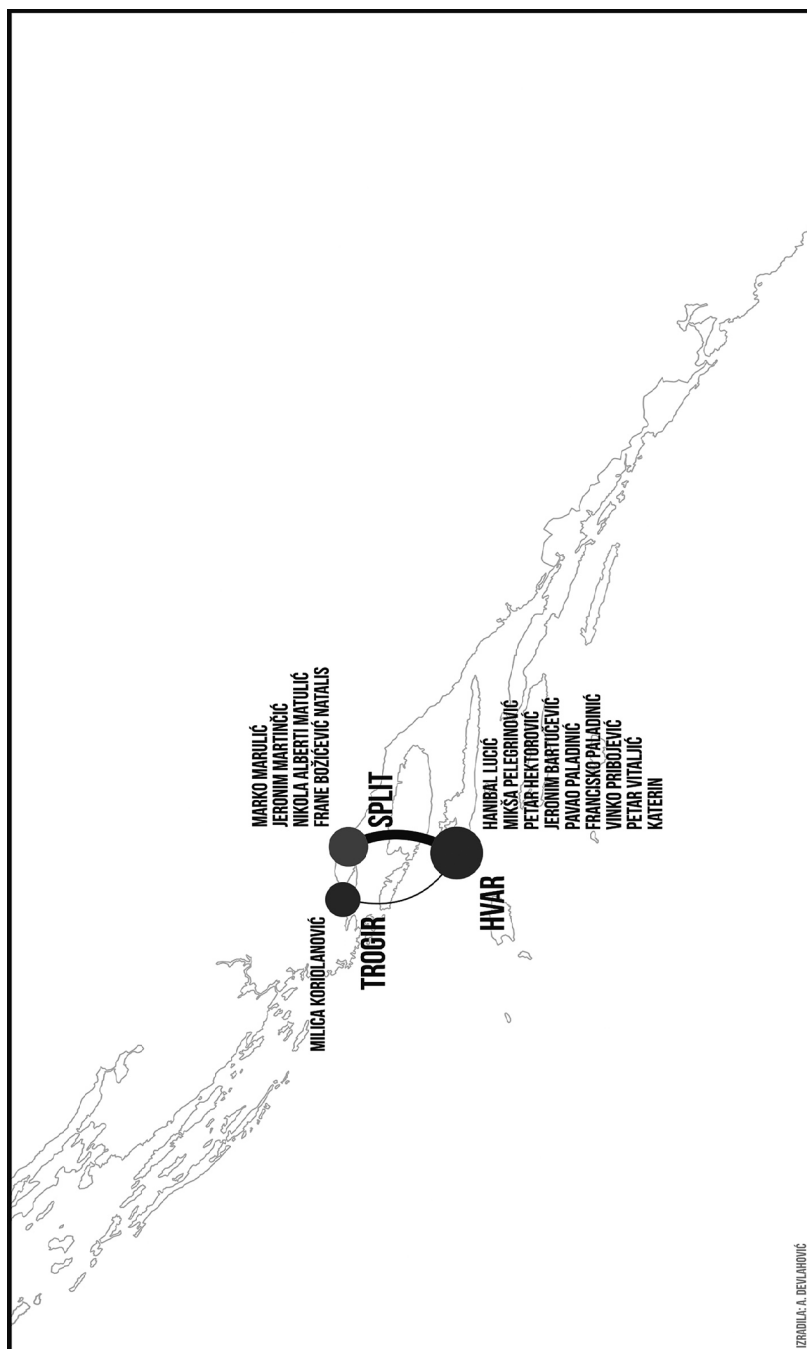 MARKO MARULIĆ
JERONIM MARTINČIĆ
NIKOLA ALBERTI MATULIĆ
FRANE BOŽIĆEVIĆ NATALIS
SPLIT
MILICA KORIOLANOVIĆ
TROGIR
HANIBAL LUCIĆ
MIKŠA PELEGRINOVIĆ
PETAR HEKTOROVIĆ
JERONIM BARTUČEVIĆ
PAVAO PALADINIĆ
FRANCISKO PALADINIĆ
VINKO PRIBOJEVIĆ
PETAR VITALJIĆ
KATERIN
HVAR
IZRADILA: A. DEVLAHOVIĆ